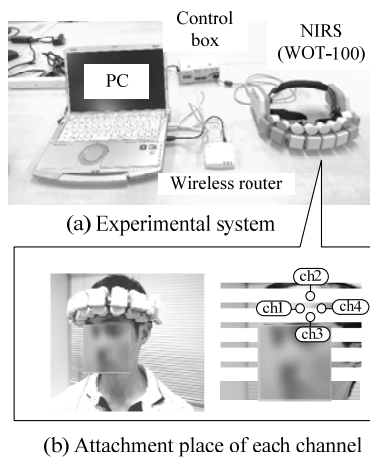 Control
box
NIRS
(WOT-100)
PC
Wireless router
(a) Experimental system
ch2
ch1
ch4
ch3
(b) Attachment place of each channel